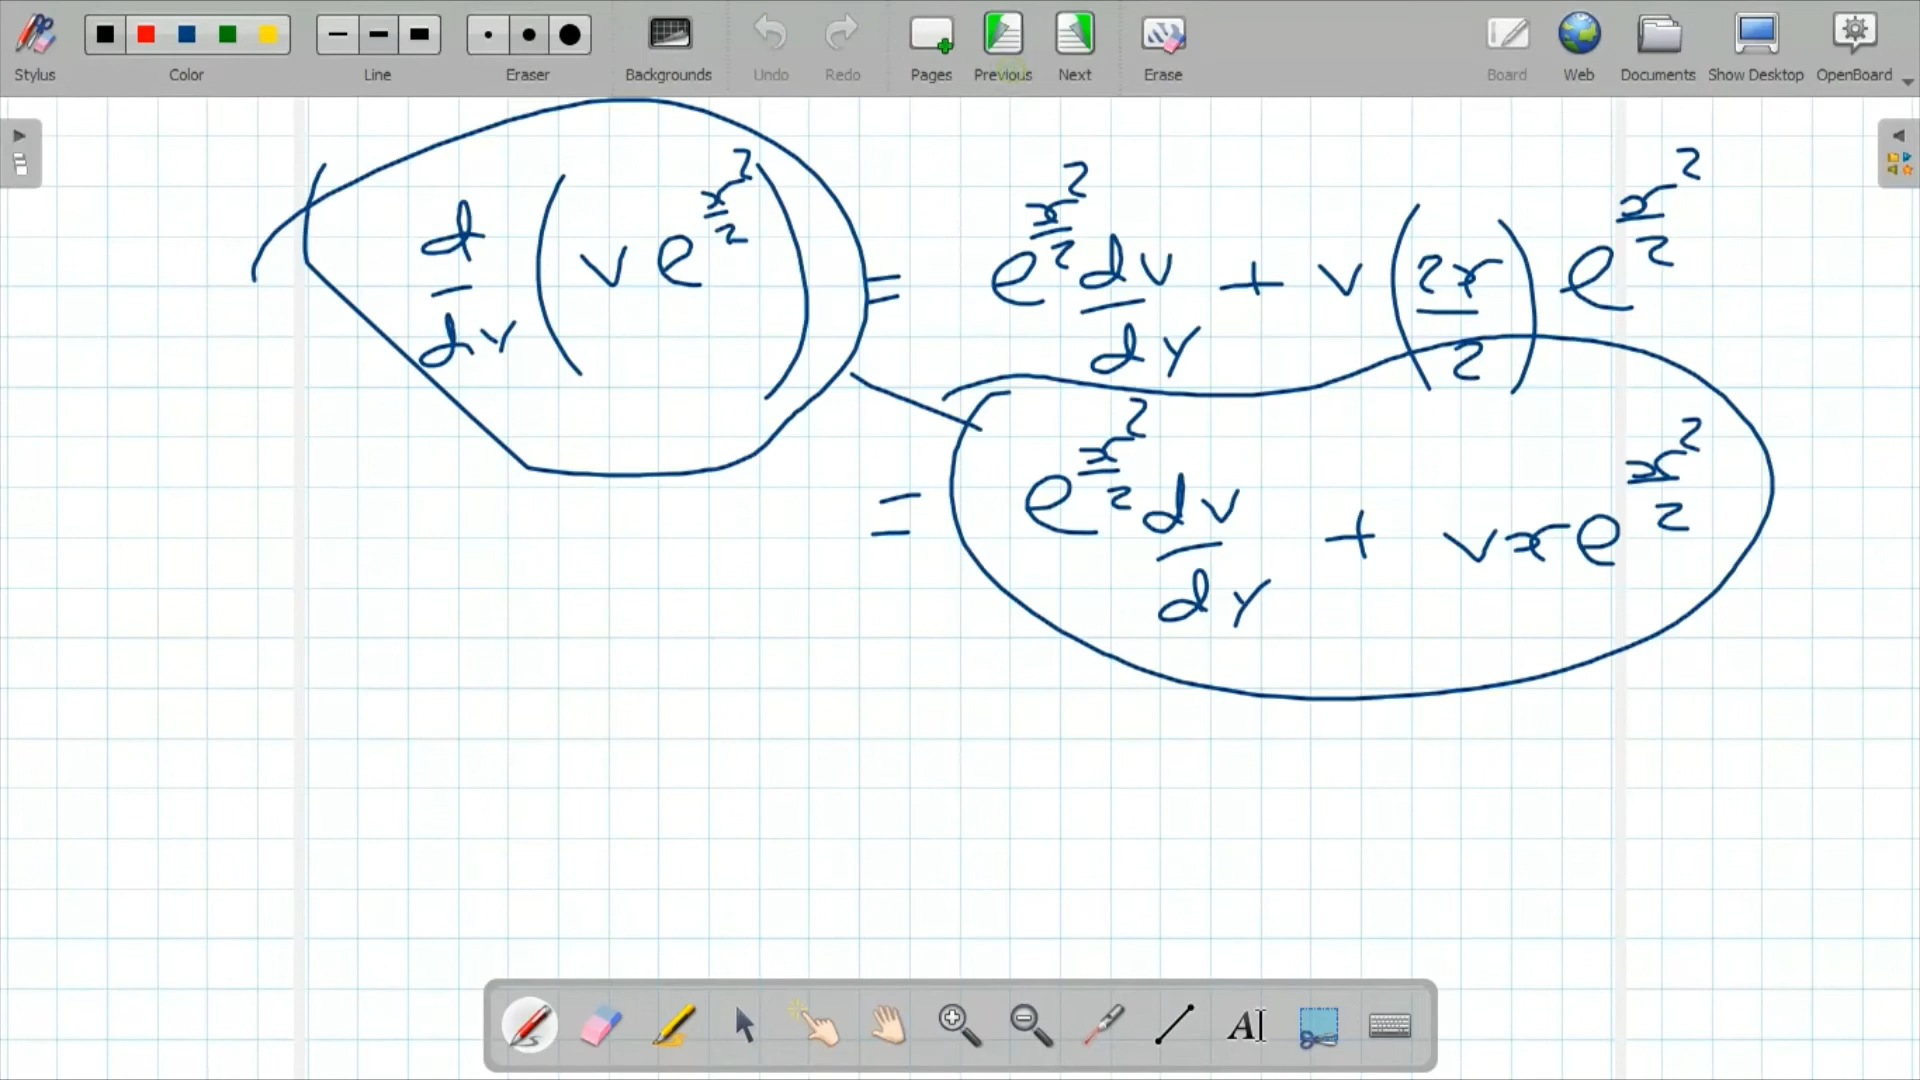 Stylus Color Line Eraser Backgrounds Undo Redo Pages Previous Next Erase Board Web Documents Show Desktop OpenBoard
d/dy (v e^(x²/2)) = e^(x²/2) dv/dy + v (2x/2) e^(x²/2)
= e^(x²/2) dv/dy + vxe^(x²/2)